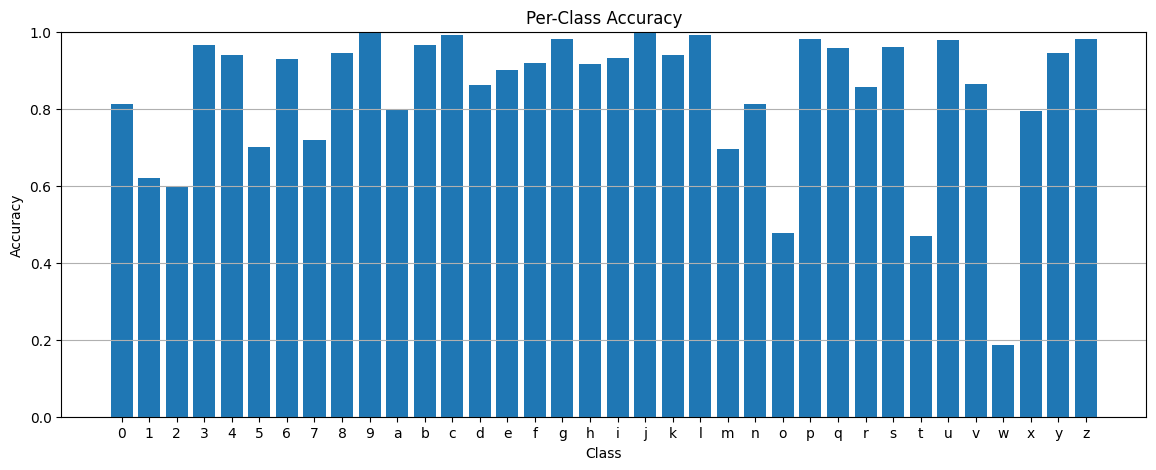 Per-Class Accuracy
Accuracy
1.0
0.8
0.6
0.4
0.2
0.0
0 1 2 3 4 5 6 7 8 9 a b c d e f g h i j k l m n o p q r s t u v w x y z
Class